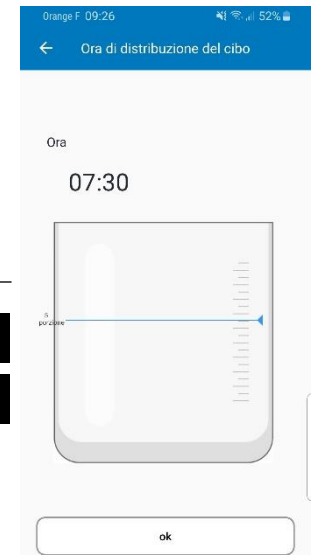 Orange F 09:26 52%
Ora di distribuzione del cibo
Ora
07:30
porzione
ok